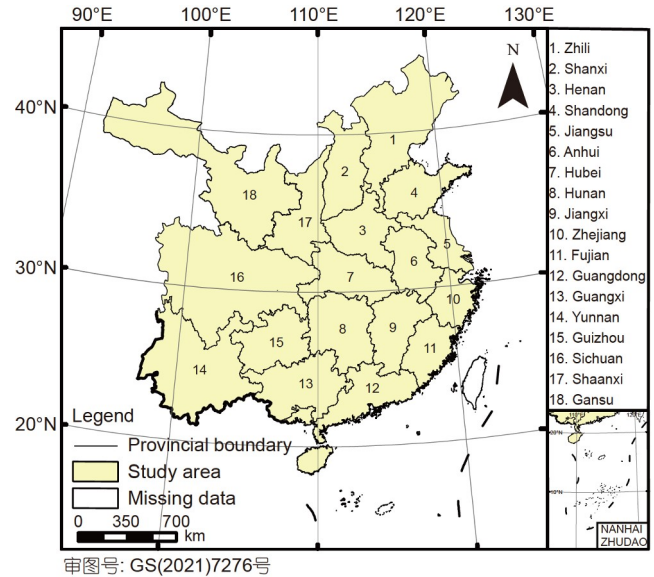 90°E 100°E 110°E 120°E 130°E
40°N
30°N
20°N
N
1
2
3
4
5
6
7
8
9
10
11
12
13
14
15
16
17
18
1. Zhili
2. Shanxi
3. Henan
4. Shandong
5. Jiangsu
6. Anhui
7. Hubei
8. Hunan
9. Jiangxi
10. Zhejiang
11. Fujian
12. Guangdong
13. Guangxi
14. Yunnan
15. Guizhou
16. Sichuan
17. Shaanxi
18. Gansu
Legend
Provincial boundary
Study area
Missing data
0 350 700
km
NANHAI
ZHUDAO
审图号: GS(2021)7276号